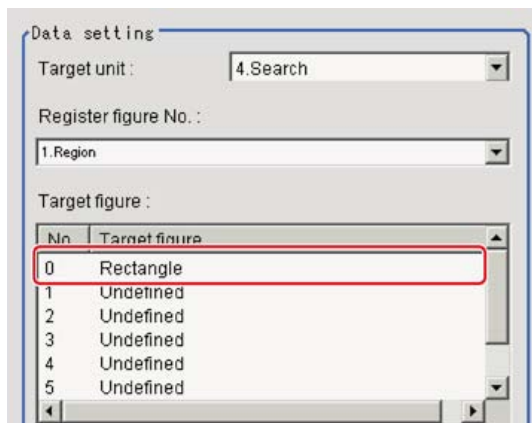 Data setting
Target unit : 4.Search
Register figure No. :
1.Region
Target figure :
No. Target figure
0 Rectangle
1 Undefined
2 Undefined
3 Undefined
4 Undefined
5 Undefined